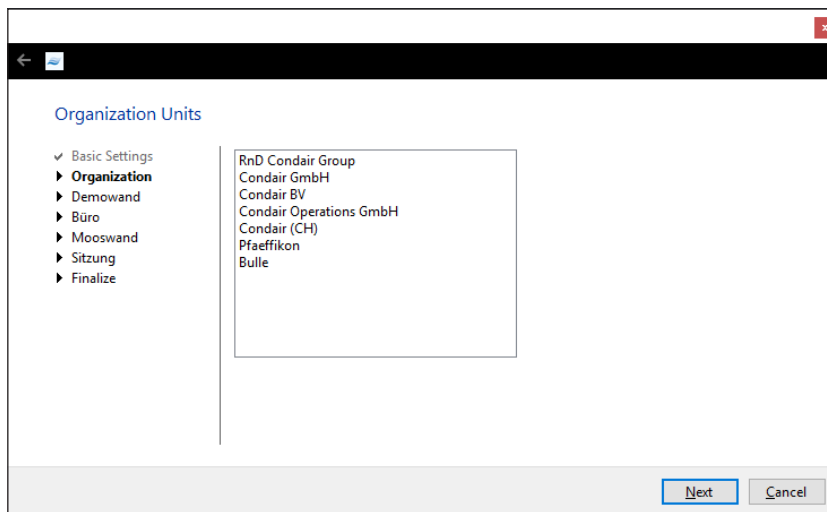 Organization Units
Basic Settings
Organization
Demowand
Büro
Mooswand
Sitzung
Finalize
RnD Condair Group
Condair GmbH
Condair BV
Condair Operations GmbH
Condair (CH)
Pfaeffikon
Bulle
Next
Cancel